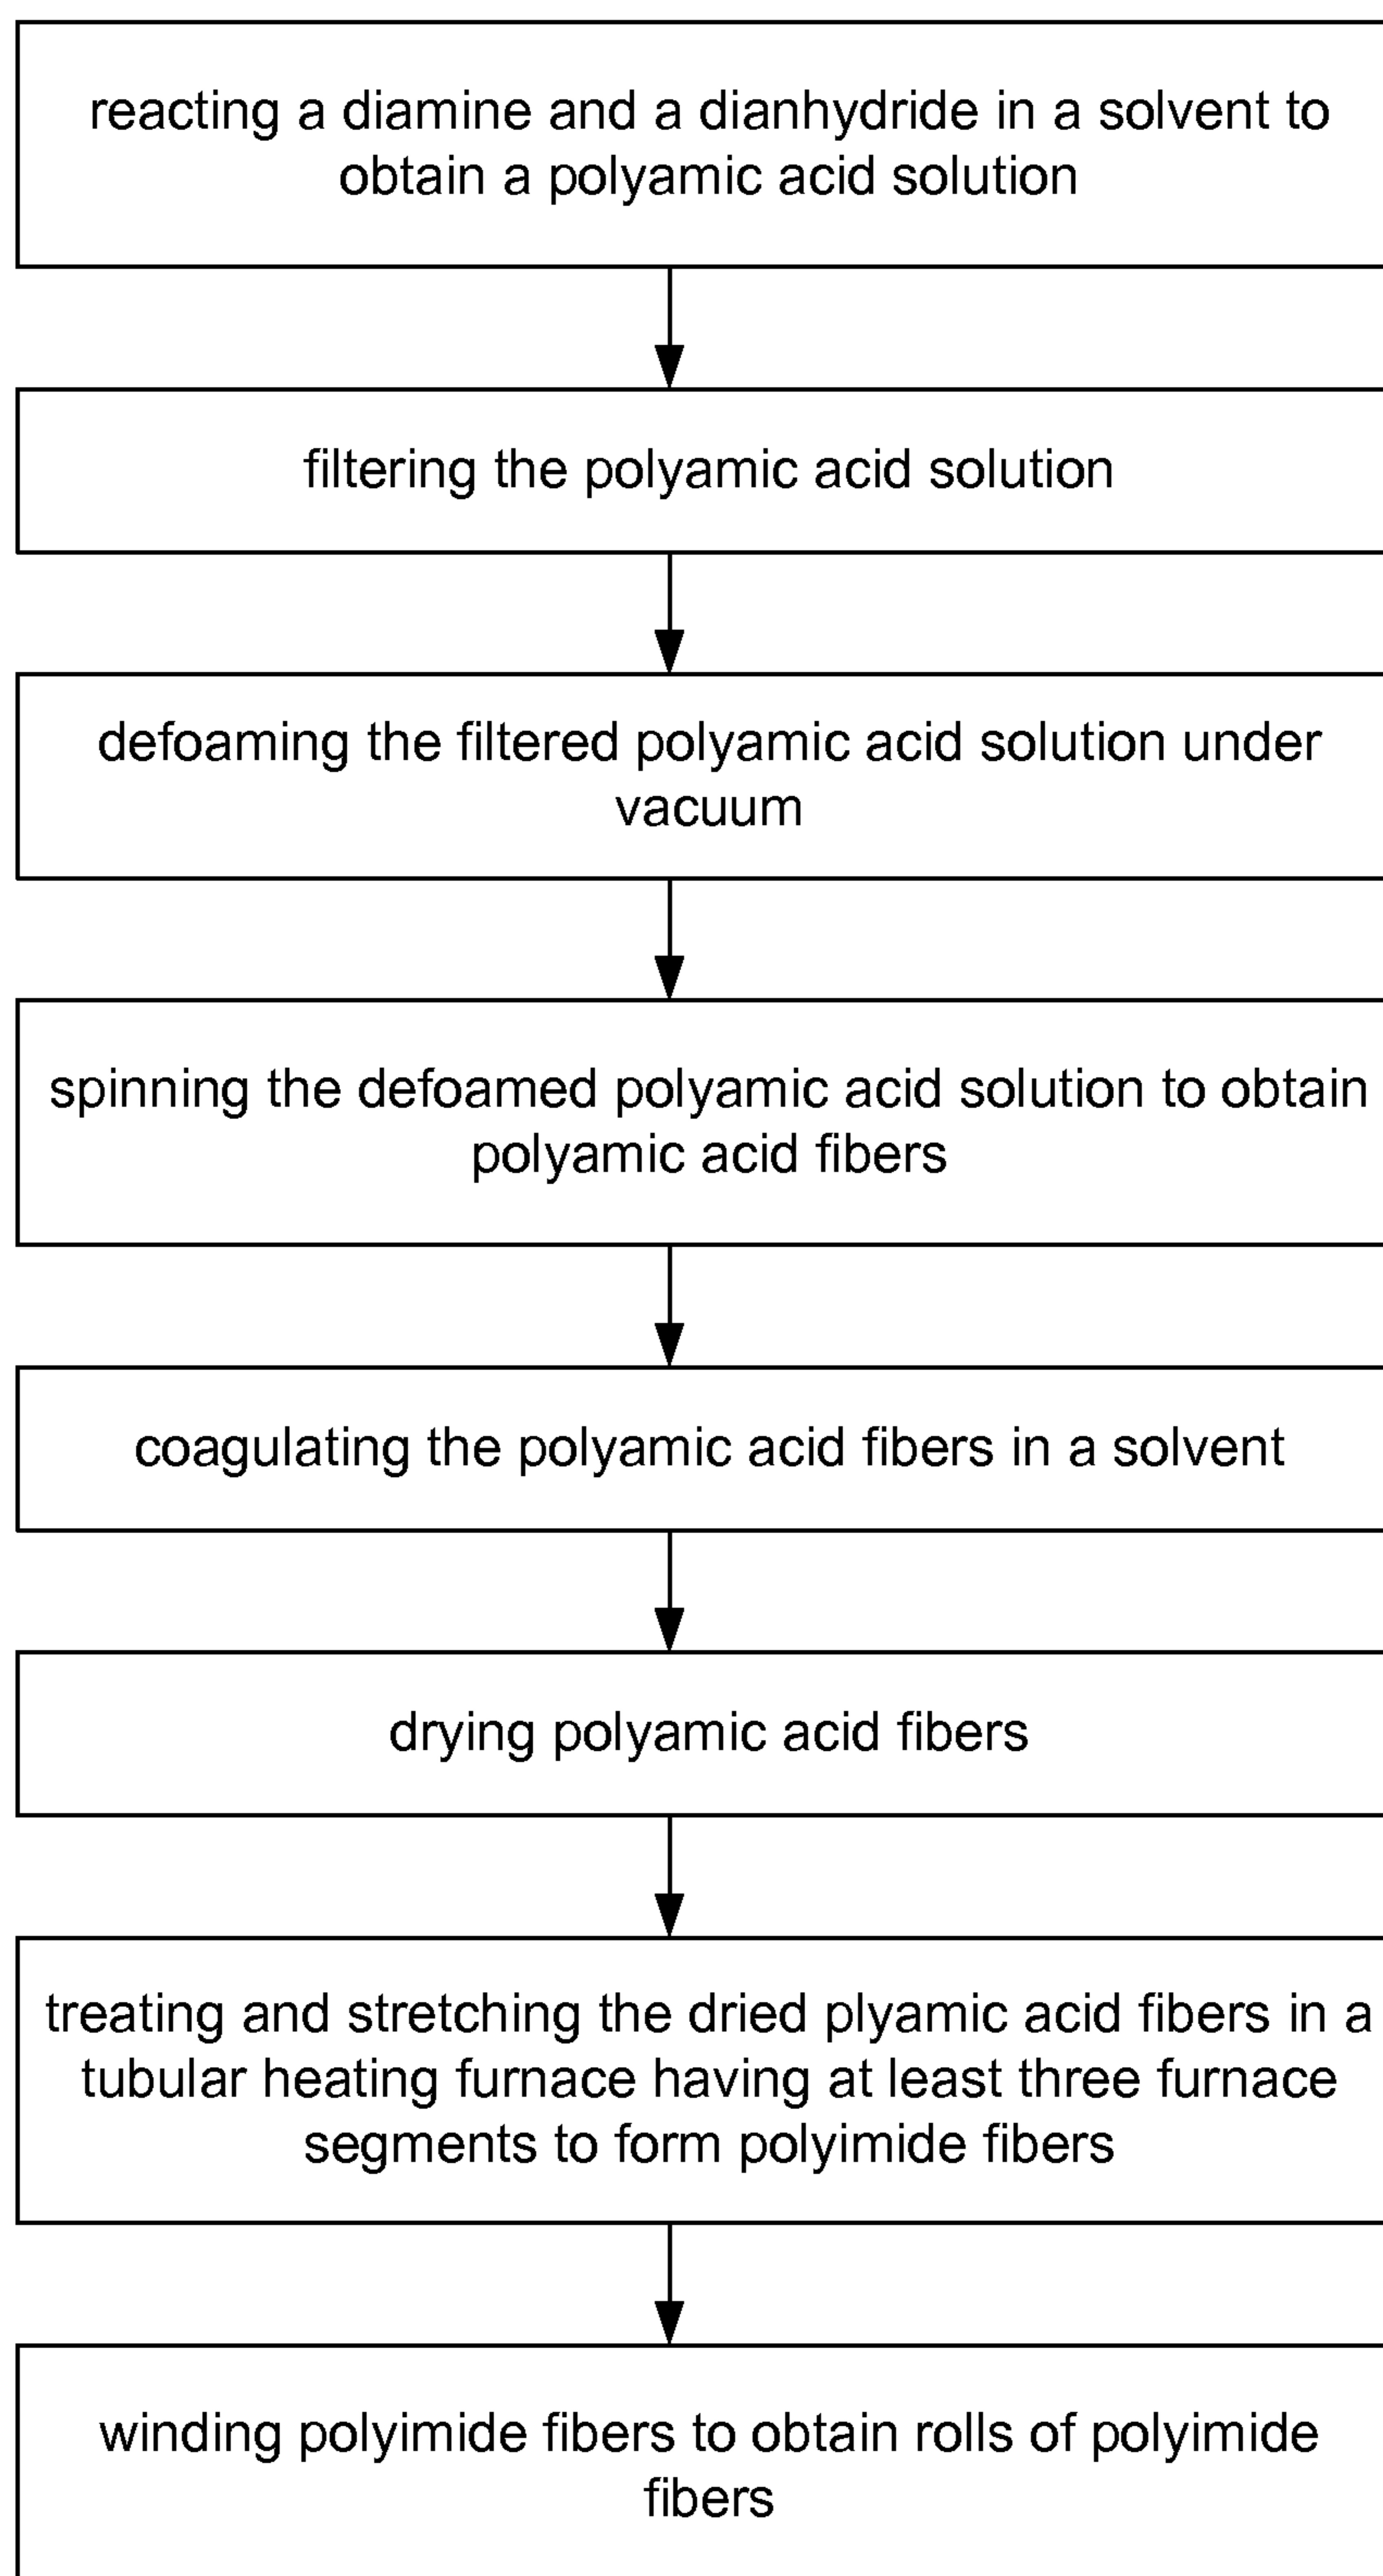 reacting a diamine and a dianhydride in a solvent to
obtain a polyamic acid solution
filtering the polyamic acid solution
defoaming the filtered polyamic acid solution under
vacuum
spinning the defoamed polyamic acid solution to obtain
polyamic acid fibers
coagulating the polyamic acid fibers in a solvent
drying polyamic acid fibers
treating and stretching the dried plyamic acid fibers in a
tubular heating furnace having at least three furnace
segments to form polyimide fibers
winding polyimide fibers to obtain rolls of polyimide
fibers